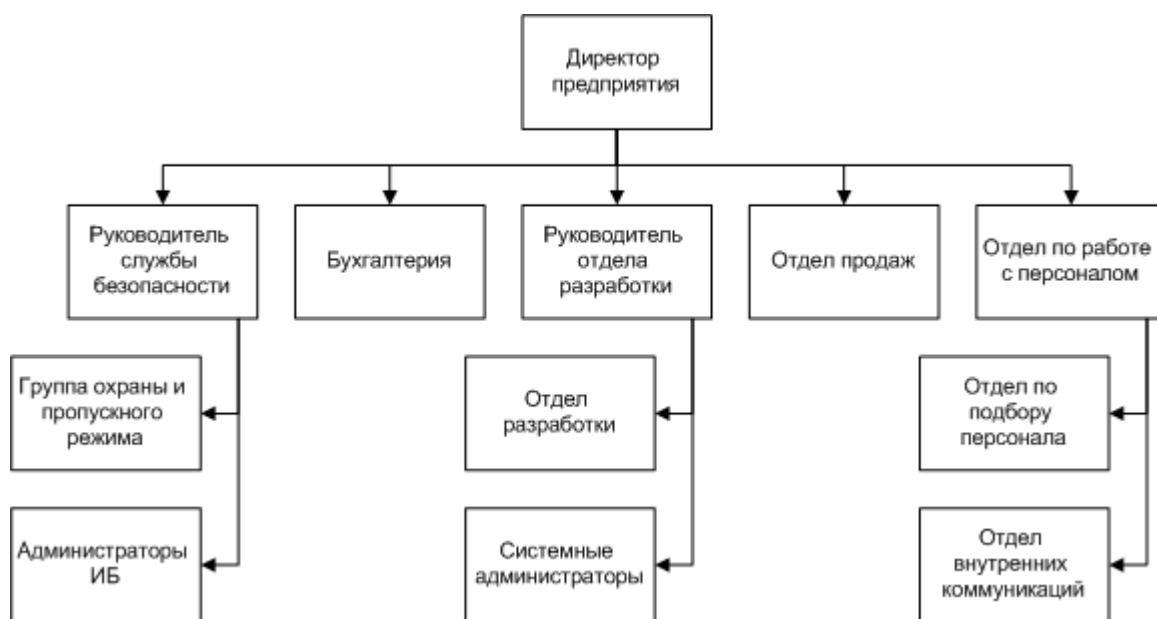 Директор
предприятия
Руководитель
службы
безопасности
Бухгалтерия
Руководитель
отдела
разработки
Отдел продаж
Отдел по работе
с персоналом
Группа охраны и
пропускного
режима
Отдел
разработки
Отдел по
подбору
персонала
Администраторы
ИБ
Системные
администраторы
Отдел
внутренних
коммуникаций